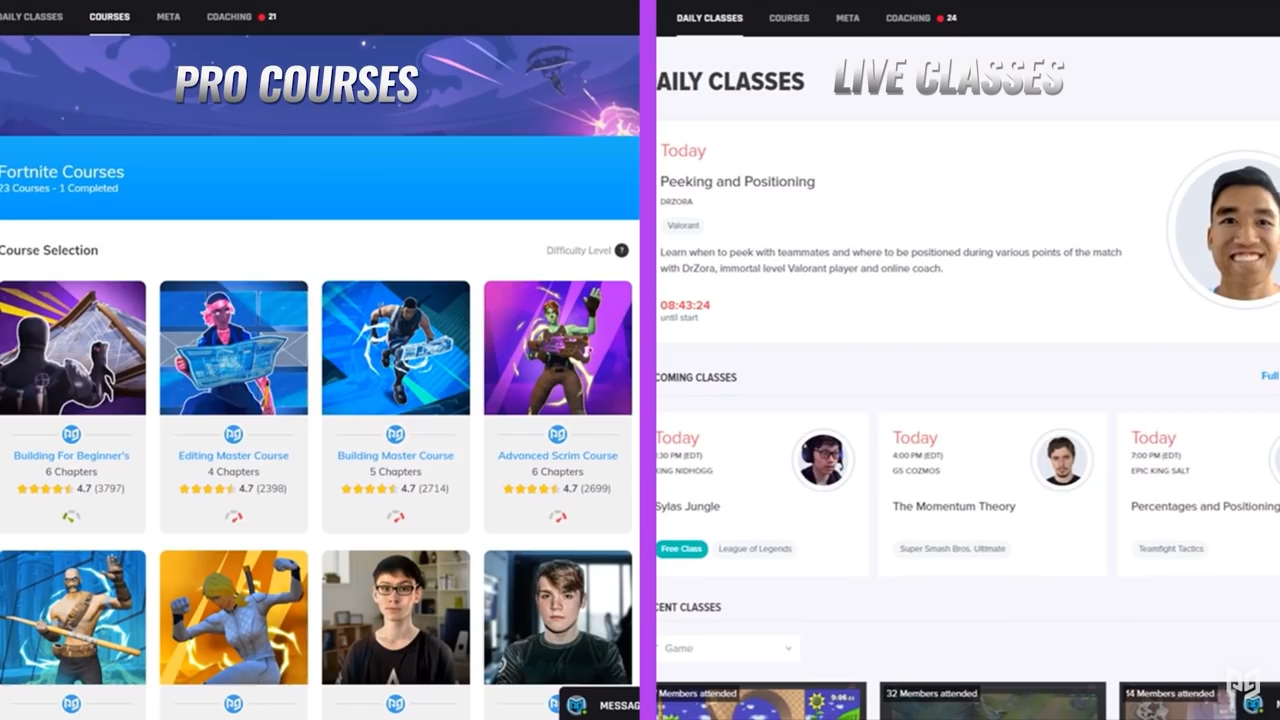 DAILY CLASSES
COURSES
META
COACHING
21
PRO COURSES
Fortnite Courses
23 Courses - 1 Completed
Course Selection
Difficulty Level ?
Building For Beginner's
6 Chapters
4.7 (3797)
Editing Master Course
4 Chapters
4.7 (2398)
Building Master Course
5 Chapters
4.7 (2714)
Advanced Scrim Course
6 Chapters
4.7 (2699)
MESSAG
DAILY CLASSES
COURSES
META
COACHING
24
AILY CLASSES
LIVE CLASSES
Today
Peeking and Positioning
DRZORA
Valorant
Learn when to peek with teammates and where to be positioned during various points of the match
with DrZora, immortal level Valorant player and online coach.
08:43:24
until start
COMING CLASSES
Full
Today
:30 PM (EDT)
KING NIDHOGG
Sylas Jungle
Free Class
League of Legends
Today
4:00 PM (EDT)
G5 COZMOS
The Momentum Theory
Super Smash Bros. Ultimate
Today
7:00 PM (EDT)
EPIC KING SALT
Percentages and Positioning
Teamfight Tactics
CENT CLASSES
Game
Members attended
9:06
32 Members attended
14 Members attended